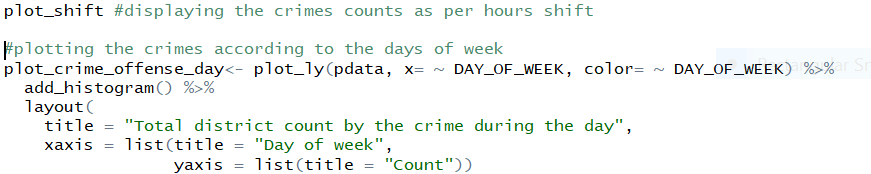 plot_shift #displaying the crimes counts as per hours shift
#plotting the crimes according to the days of week
plot_crime_offense_day<- plot_ly(pdata, x= ~ DAY_OF_WEEK, color= ~ DAY_OF_WEEK) %>%
  add_histogram() %>%
  layout(
    title = "Total district count by the crime during the day",
    xaxis = list(title = "Day of week",
                 yaxis = list(title = "Count"))